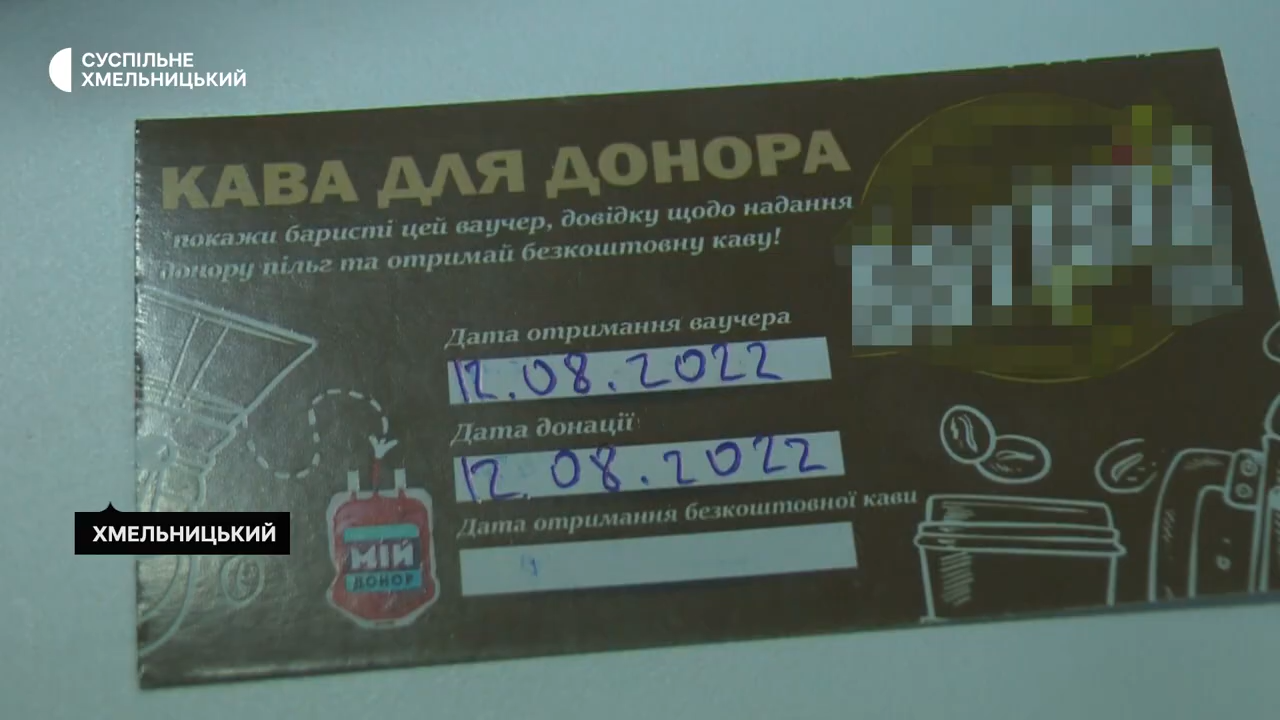 СУСПІЛЬНЕ
ХМЕЛЬНИЦЬКИЙ
КАВА ДЛЯ ДОНОРА
*покажи баристі цей ваучер, довідку щодо надання
донору пільг та отримай безкоштовну каву!
Дата отримання ваучера
12.08.2022
Дата донації
12.08.2022
Дата отримання безкоштовної кави
МІЙ
ДОНОР
ХМЕЛЬНИЦЬКИЙ